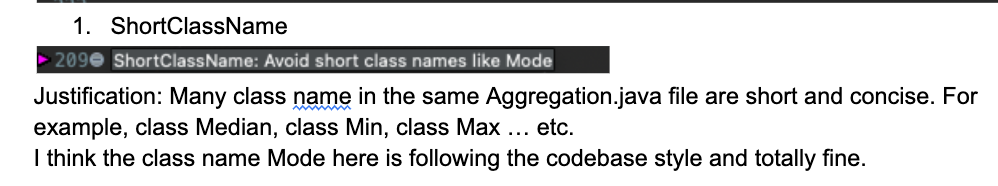 1. ShortClassName
209 ShortClassName: Avoid short class names like Mode
Justification: Many class name in the same Aggregation.java file are short and concise. For
example, class Median, class Min, class Max … etc.
I think the class name Mode here is following the codebase style and totally fine.